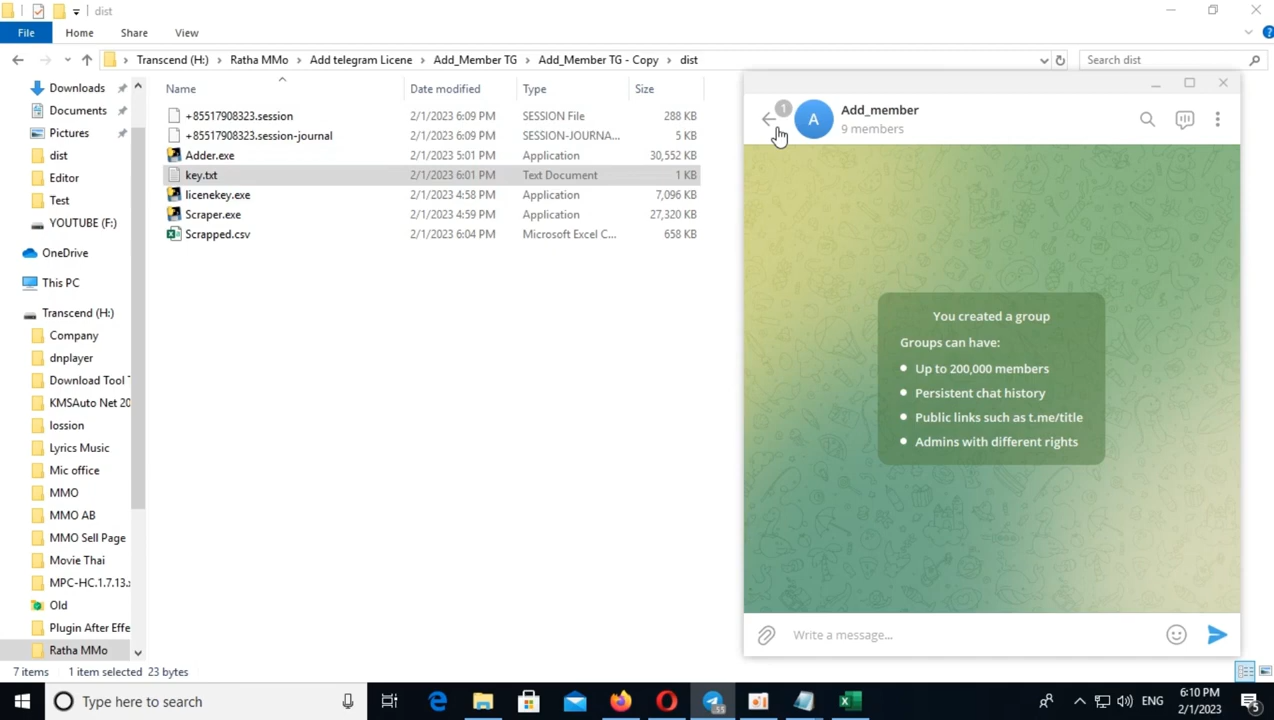 dist
File
Home
Share
View
Transcend (H:)
Ratha MMo
Add telegram Licene
Add_Member TG
Add_Member TG - Copy
dist
Search dist
Downloads
Documents
Pictures
dist
Editor
Test
YOUTUBE (F:)
OneDrive
This PC
Transcend (H:)
Company
dnplayer
Download Tool
KMSAuto Net 20
lossion
Lyrics Music
Mic office
MMO
MMO AB
MMO Sell Page
Movie Thai
MPC-HC.1.7.13.
Old
Plugin After Effe
Ratha MMo
Name
Date modified
Type
Size
+85517908323.session
2/1/2023 6:09 PM
SESSION File
288 KB
+85517908323.session-journal
2/1/2023 6:09 PM
SESSION-JOURNA...
5 KB
Adder.exe
2/1/2023 5:01 PM
Application
30,552 KB
key.txt
2/1/2023 6:01 PM
Text Document
1 KB
licenekey.exe
2/1/2023 4:58 PM
Application
7,096 KB
Scraper.exe
2/1/2023 4:59 PM
Application
27,320 KB
Scrapped.csv
2/1/2023 6:04 PM
Microsoft Excel C...
658 KB
1
A
Add_member
9 members
You created a group
Groups can have:
Up to 200,000 members
Persistent chat history
Public links such as t.me/title
Admins with different rights
Write a message...
7 items
1 item selected 23 bytes
Type here to search
55
ENG
6:10 PM
2/1/2023
5